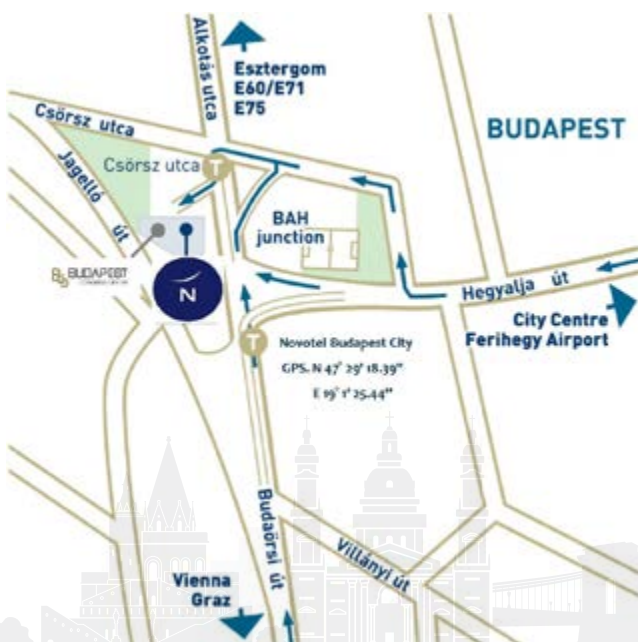 Alkotás utca
Esztergom
E60/E71
E75
BUDAPEST
Csörsz utca
Csörsz utca
T
Jagelló út
BAH
junction
BUDAPEST
N
Hegyalja út
City Centre
Ferihegy Airport
T
Novotel Budapest City
GPS. N 47° 29' 18.39"
E 19° 1' 25.44"
Budaörsi út
Villányi út
Vienna
Graz